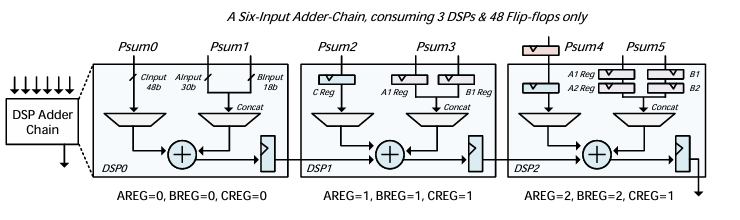 A Six-Input Adder-Chain, consuming 3 DSPs & 48 Flip-flops only
Psum0 Psum1 Psum2 Psum3 Psum4 Psum5
CInput 48b
AInput 30b
BInput 18b
Concat
DSP0
C Reg
A1 Reg
B1 Reg
Concat
DSP1
A1 Reg
B1
A2 Reg
B2
Concat
DSP2
DSP Adder
Chain
AREG=0, BREG=0, CREG=0
AREG=1, BREG=1, CREG=1
AREG=2, BREG=2, CREG=1